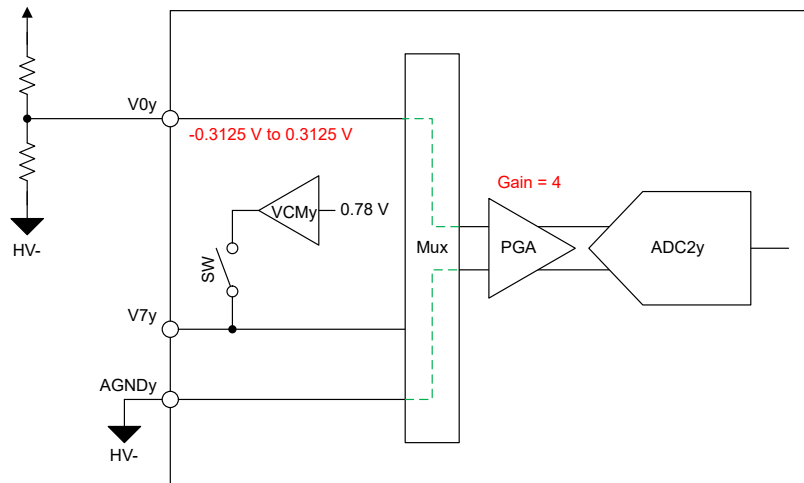 V0y
-0.3125 V to 0.3125 V
Gain = 4
VCMy
0.78 V
HV-
Mux
PGA
ADC2y
SW
V7y
AGNDy
HV-